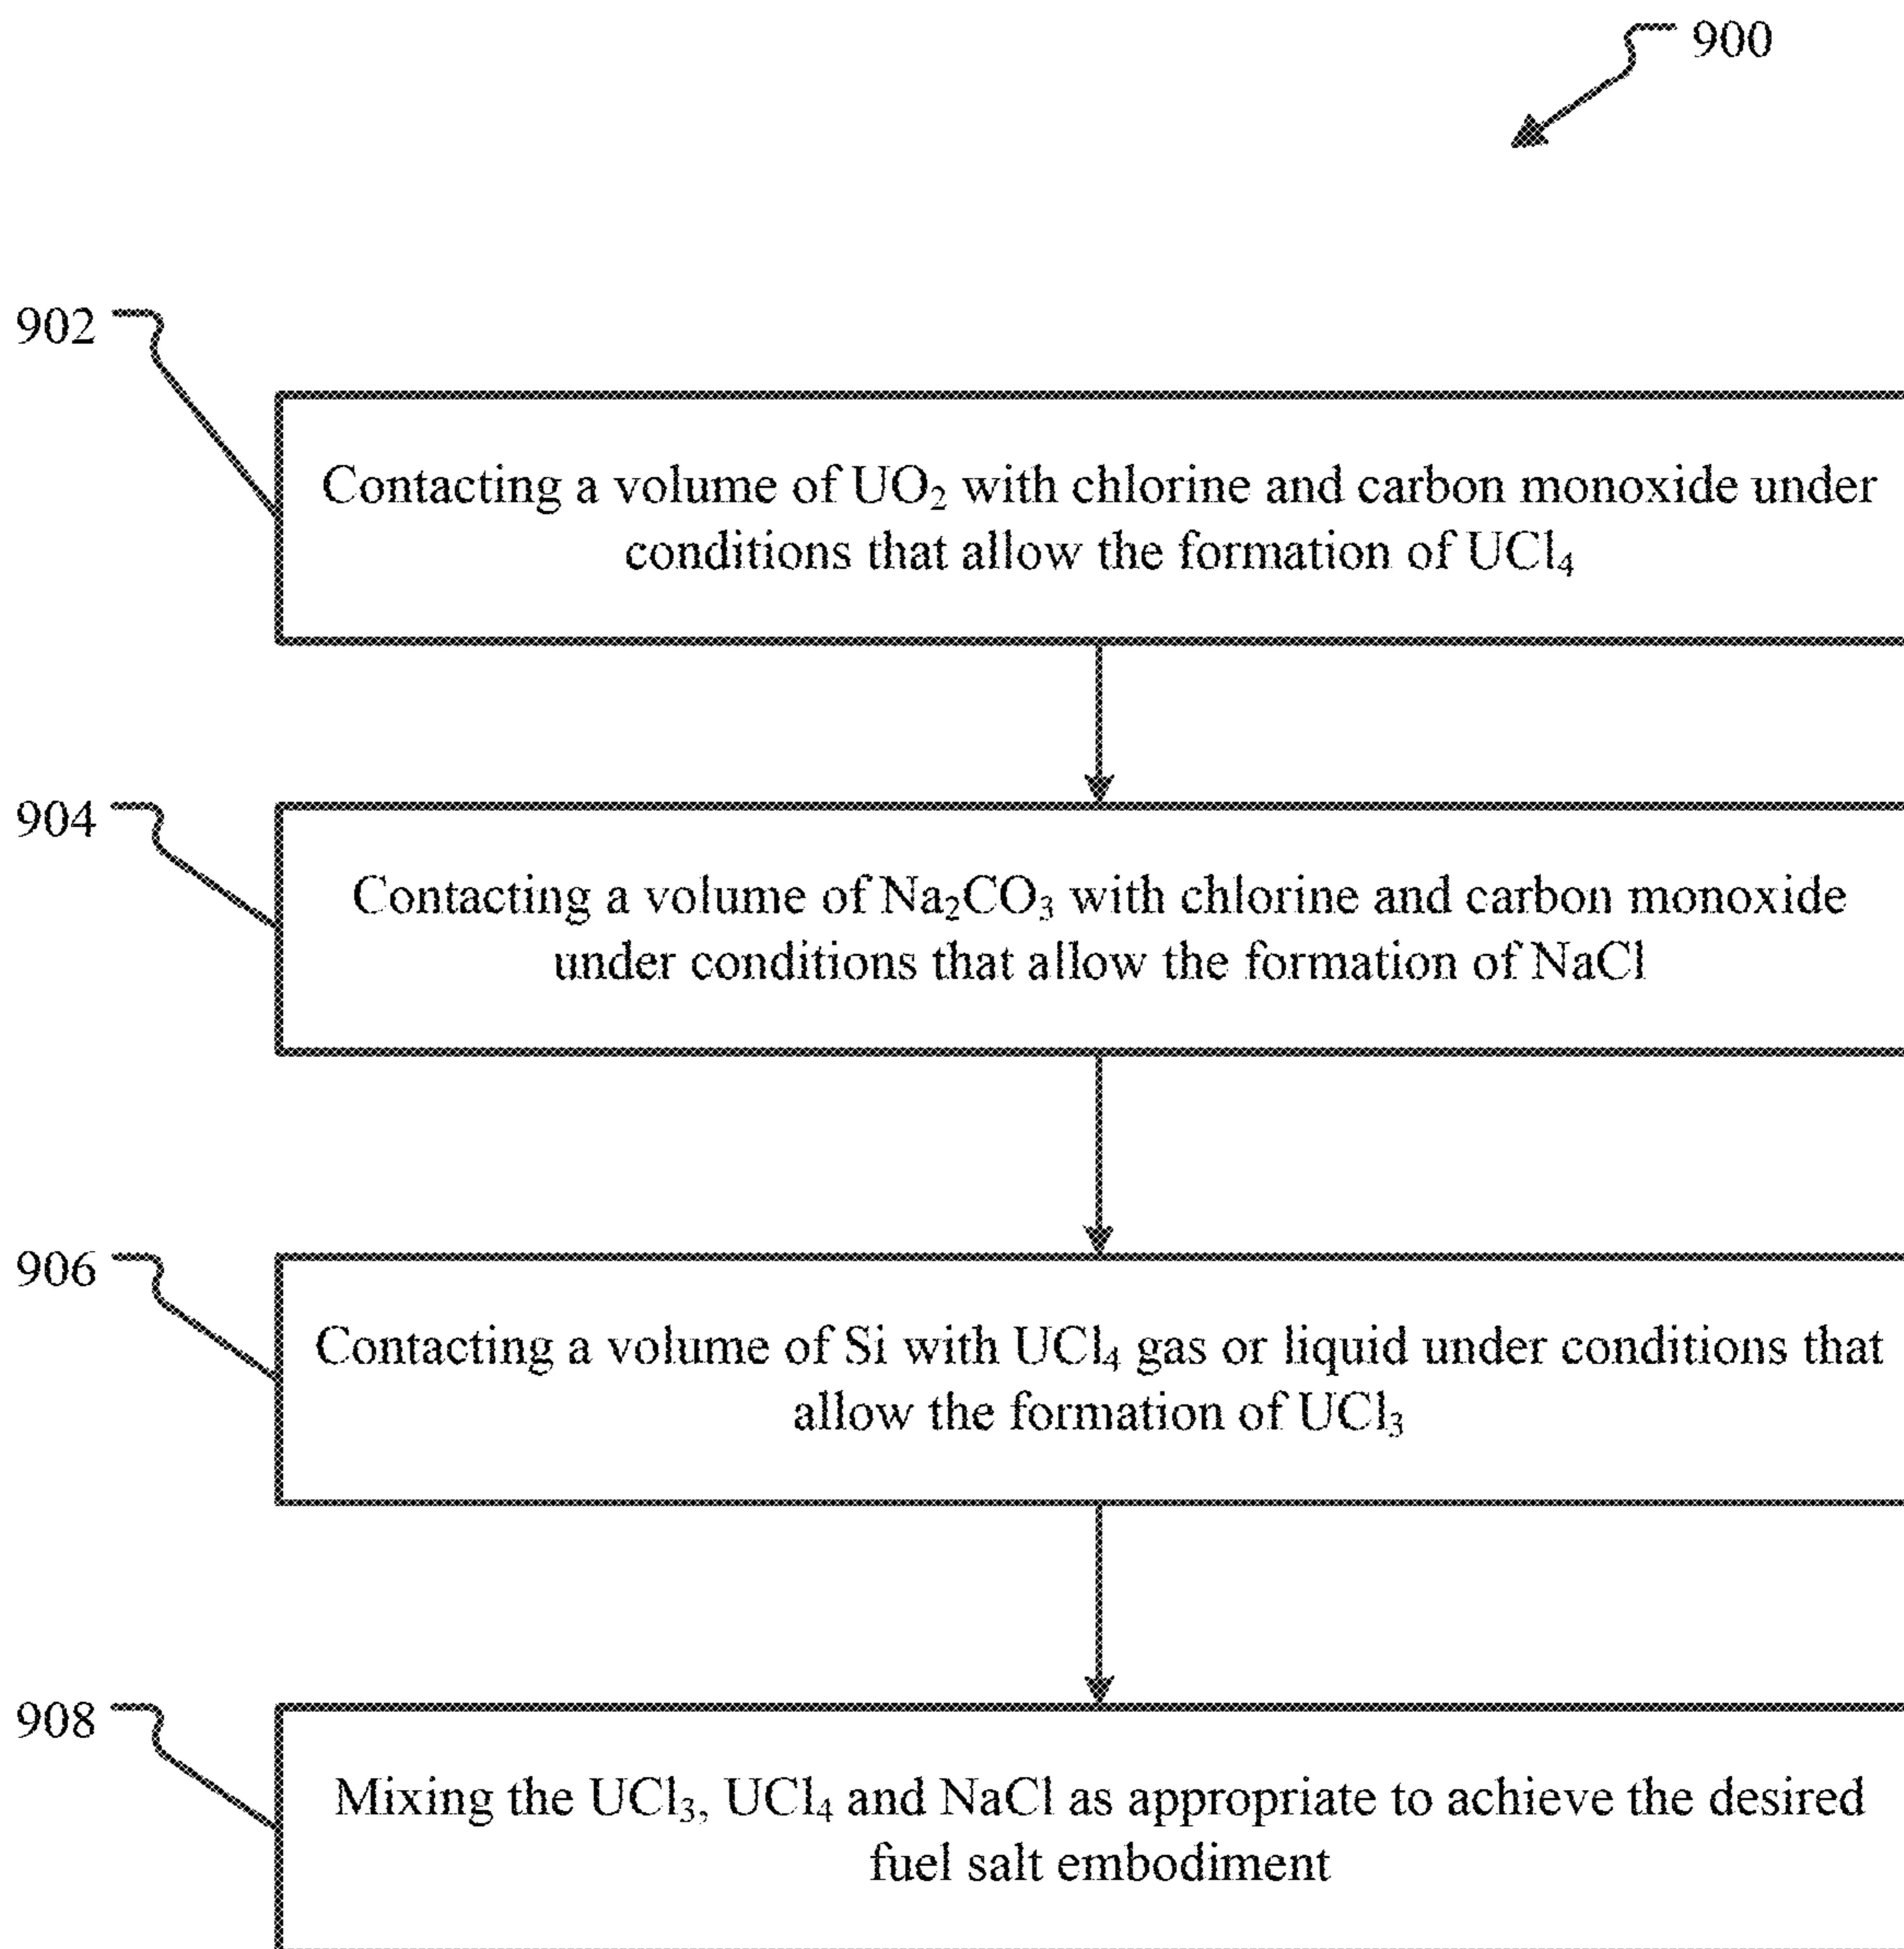 900
902
Contacting a volume of UO₂ with chlorine and carbon monoxide under
conditions that allow the formation of UCl₄
904
Contacting a volume of Na₂CO₃ with chlorine and carbon monoxide
under conditions that allow the formation of NaCl
906
Contacting a volume of Si with UCl₄ gas or liquid under conditions that
allow the formation of UCl₃
908
Mixing the UCl₃, UCl₄ and NaCl as appropriate to achieve the desired
fuel salt embodiment